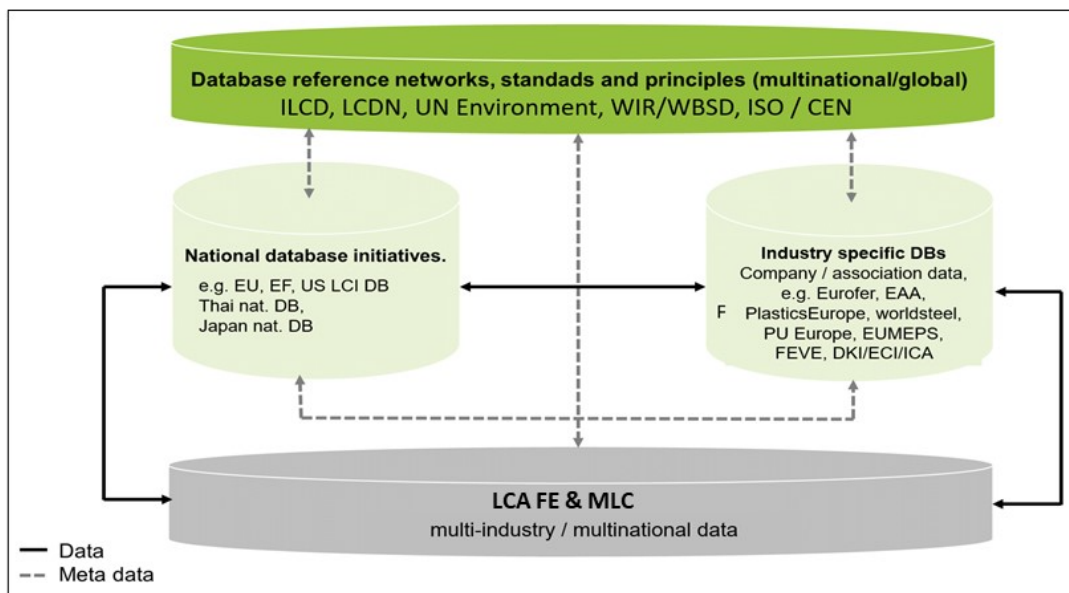 Database reference networks, standads and principles (multinational/global)
ILCD, LCDN, UN Environment, WIR/WBSD, ISO / CEN
National database initiatives.
e.g. EU, EF, US LCI DB
Thai nat. DB,
Japan nat. DB
Industry specific DBs
Company / association data,
e.g. Eurofer, EAA,
F PlasticsEurope, worldsteel,
PU Europe, EUMEPS,
FEVE, DKI/ECI/ICA
LCA FE & MLC
multi-industry / multinational data
Data
Meta data